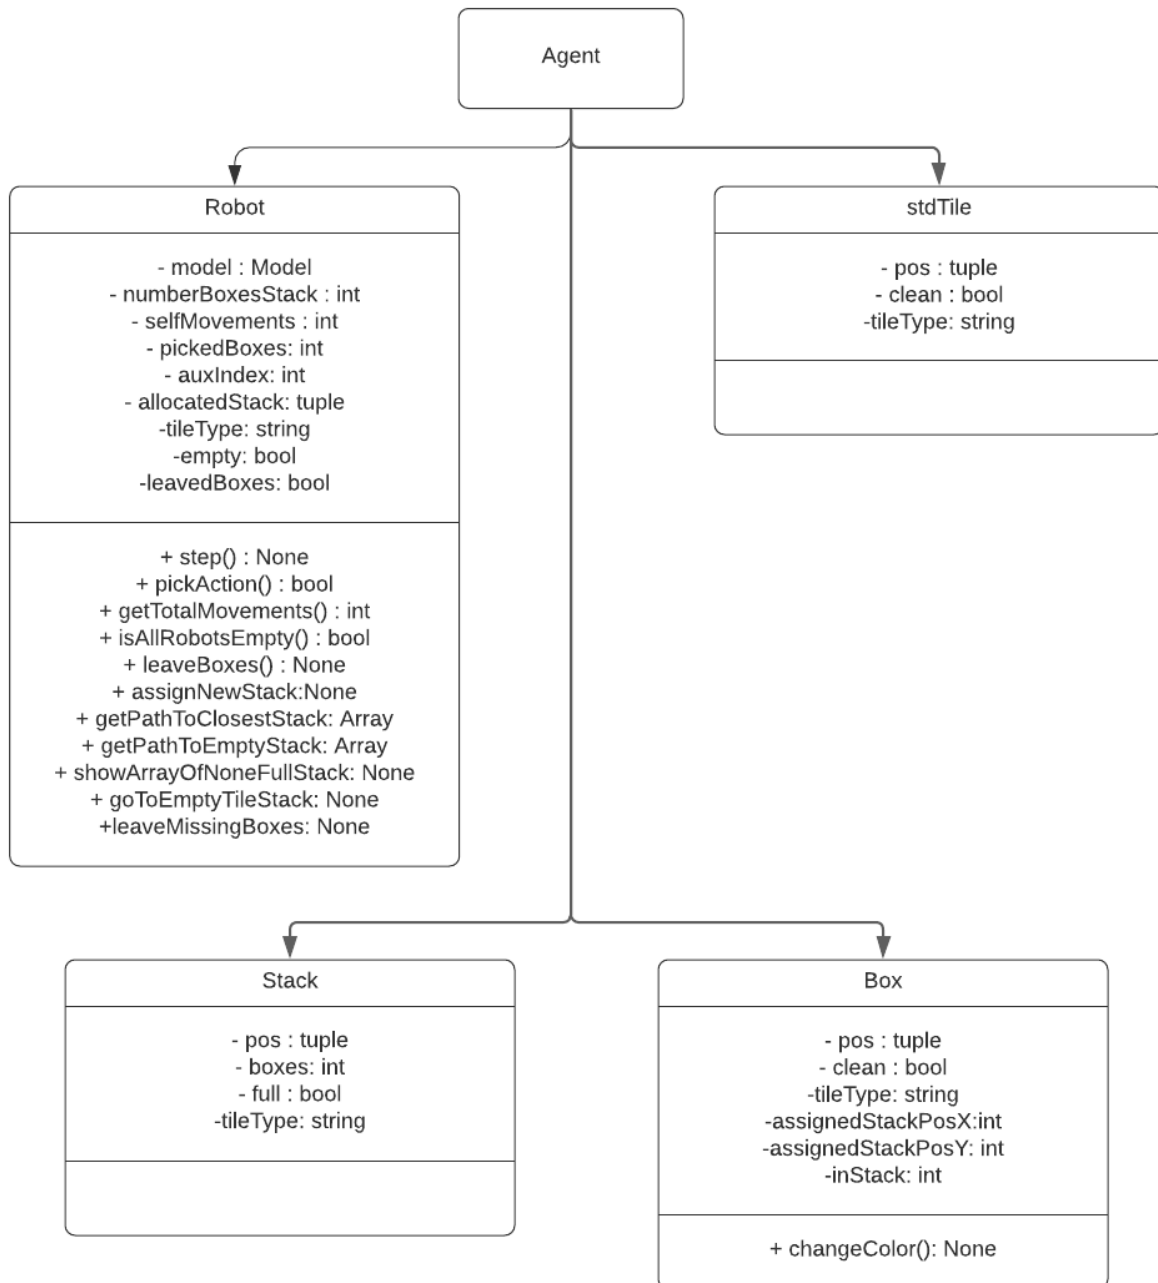 Agent
Robot
- model : Model
- numberBoxesStack : int
- selfMovements : int
- pickedBoxes: int
- auxIndex: int
- allocatedStack: tuple
-tileType: string
-empty: bool
-leavedBoxes: bool
+ step() : None
+ pickAction() : bool
+ getTotalMovements() : int
+ isAllRobotsEmpty() : bool
+ leaveBoxes() : None
+ assignNewStack:None
+ getPathToClosestStack: Array
+ getPathToEmptyStack: Array
+ showArrayOfNoneFullStack: None
+ goToEmptyTileStack: None
+leaveMissingBoxes: None
stdTile
- pos : tuple
- clean : bool
-tileType: string
Stack
- pos : tuple
- boxes: int
- full : bool
-tileType: string
Box
- pos : tuple
- clean : bool
-tileType: string
-assignedStackPosX:int
-assignedStackPosY: int
-inStack: int
+ changeColor(): None